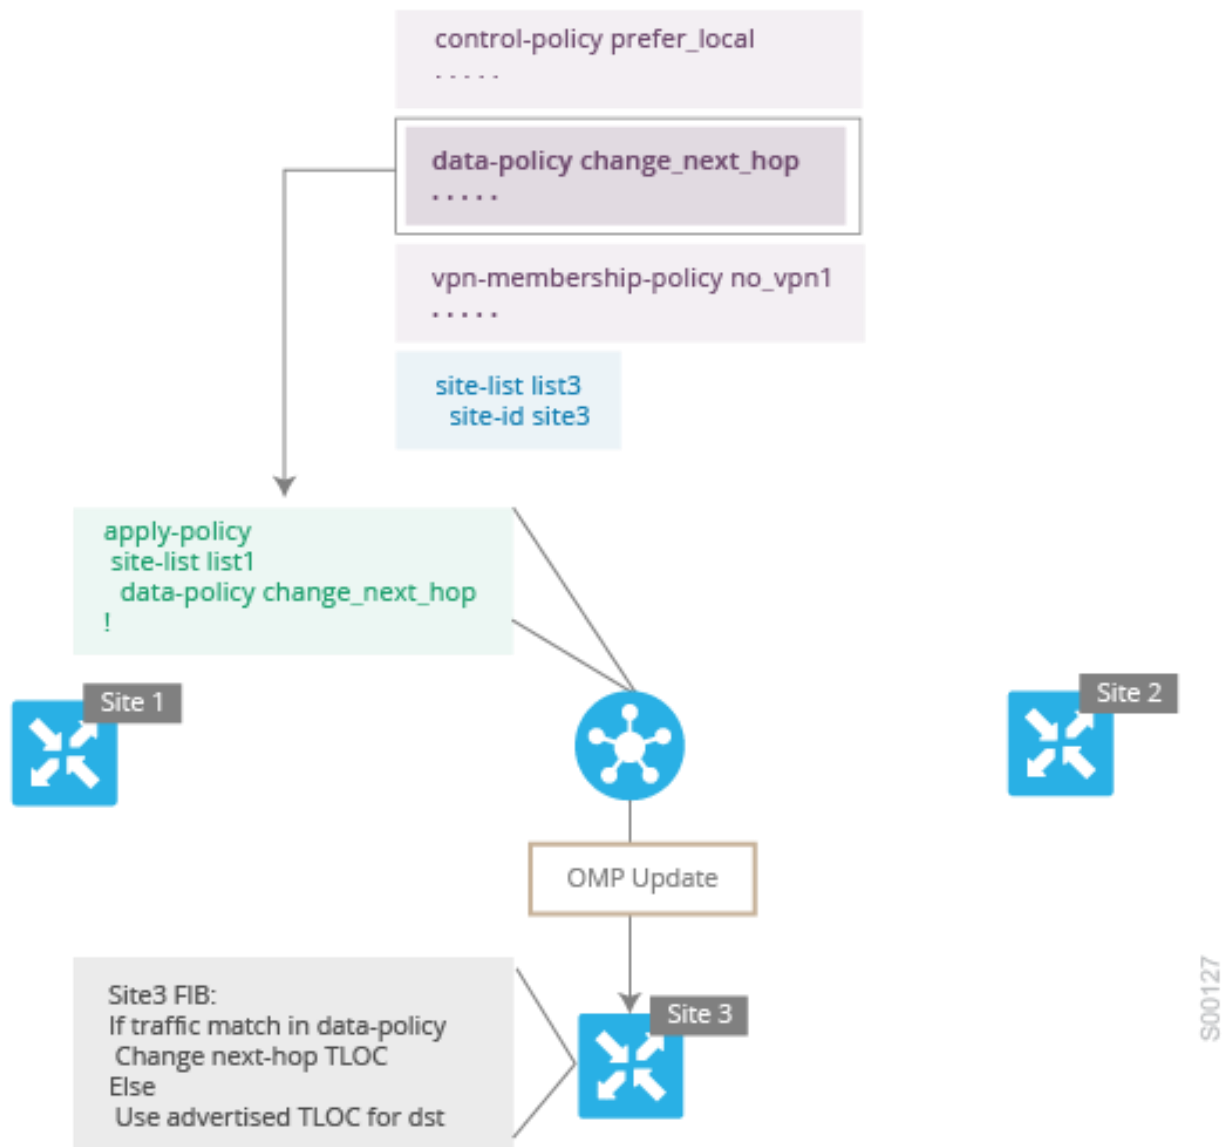 control-policy prefer_local
. . . . .
data-policy change_next_hop
. . . . .
vpn-membership-policy no_vpn1
. . . . .
site-list list3
site-id site3
apply-policy
site-list list1
data-policy change_next_hop
!
Site 1
Site 2
OMP Update
Site3 FIB:
If traffic match in data-policy
Change next-hop TLOC
Else
Use advertised TLOC for dst
Site 3
S00127